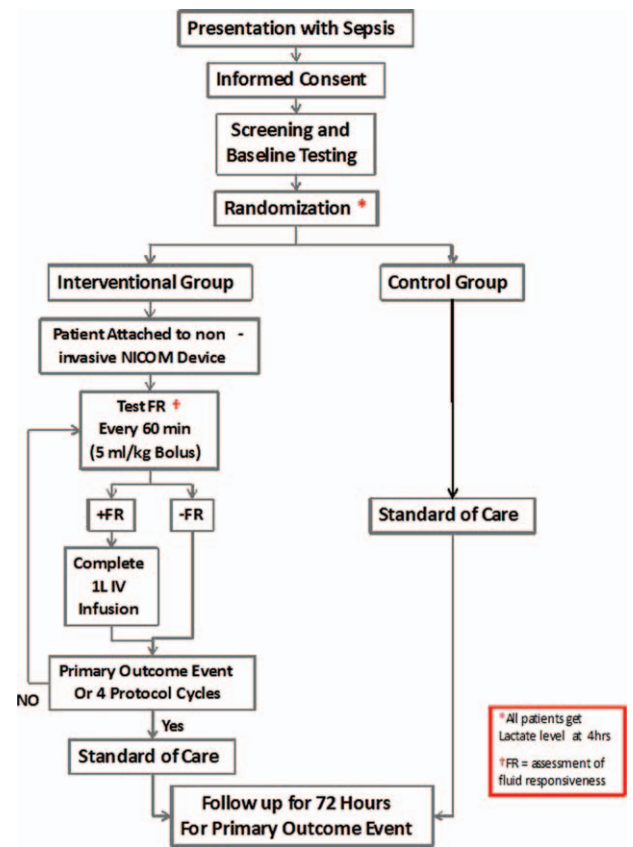 Presentation with Sepsis
Informed Consent
Screening and
Baseline Testing
Randomization *
Interventional Group
Control Group
Patient Attached to non -
invasive NICOM Device
Test FR †
Every 60 min
(5 ml/kg Bolus)
+FR
-FR
Standard of Care
Complete
1L IV
Infusion
Primary Outcome Event
Or 4 Protocol Cycles
NO
Yes
Standard of Care
*All patients get
Lactate level at 4hrs
†FR = assessment of
fluid responsiveness
Follow up for 72 Hours
For Primary Outcome Event